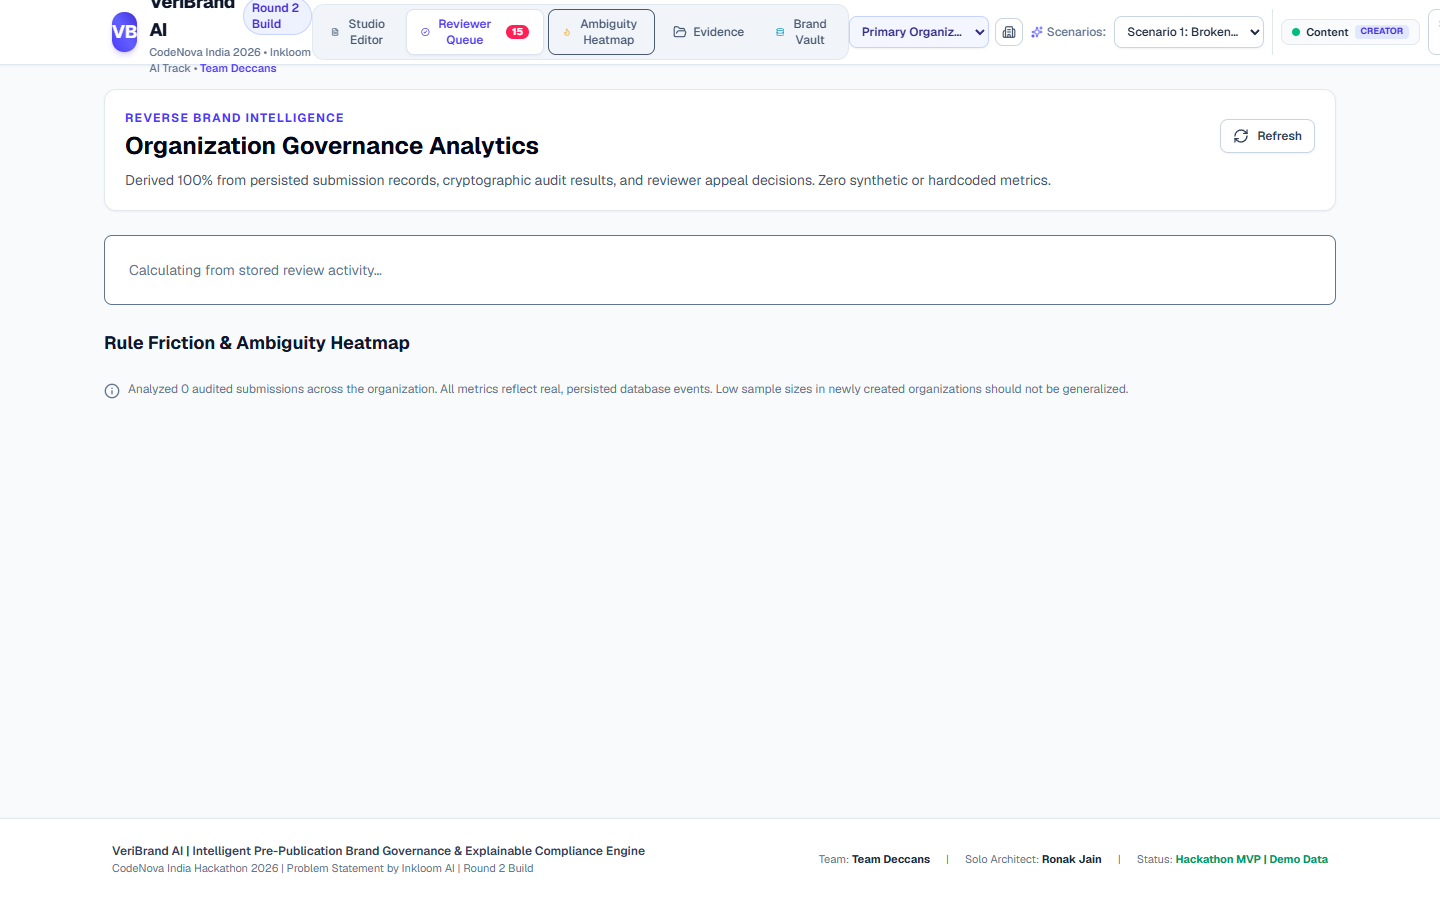 VeriBrand AI
Round 2 Build
CodeNova India 2026 • Inkloom AI Track • Team Deccans
VB
Studio Editor
Reviewer Queue
15
Ambiguity Heatmap
Evidence
Brand Vault
Primary Organiz...
Scenarios:
Scenario 1: Broken...
Content
CREATOR
REVERSE BRAND INTELLIGENCE
Organization Governance Analytics
Refresh
Derived 100% from persisted submission records, cryptographic audit results, and reviewer appeal decisions. Zero synthetic or hardcoded metrics.
Calculating from stored review activity...
Rule Friction & Ambiguity Heatmap
Analyzed 0 audited submissions across the organization. All metrics reflect real, persisted database events. Low sample sizes in newly created organizations should not be generalized.
VeriBrand AI | Intelligent Pre-Publication Brand Governance & Explainable Compliance Engine
CodeNova India Hackathon 2026 | Problem Statement by Inkloom AI | Round 2 Build
Team: Team Deccans | Solo Architect: Ronak Jain | Status: Hackathon MVP | Demo Data